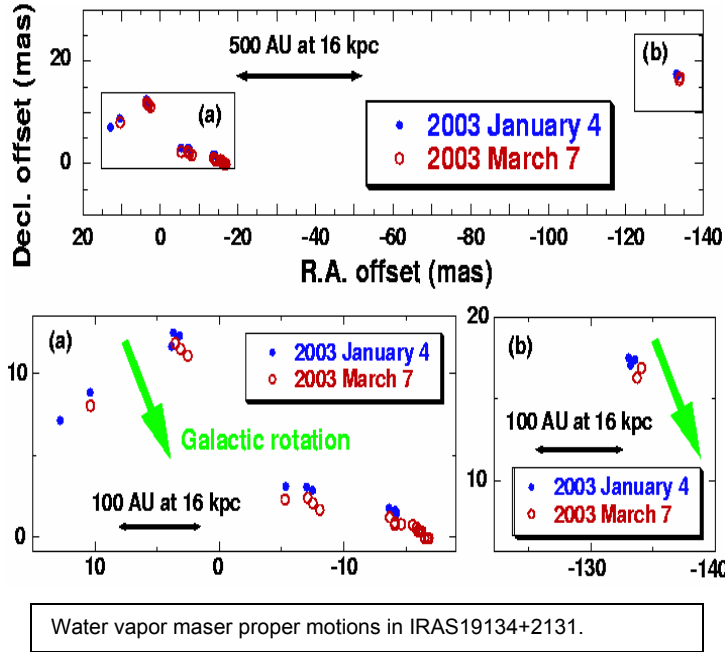 Decl. offset (mas)
20
0
500 AU at 16 kpc
(a)
(b)
2003 January 4
2003 March 7
20 0 -20 -40 -60 -80 -100 -120 -140
R.A. offset (mas)
(a)
2003 January 4
2003 March 7
10
Galactic rotation
100 AU at 16 kpc
0
10 0 -10
20
(b)
100 AU at 16 kpc
10
2003 January 4
2003 March 7
-130 -140
Water vapor maser proper motions in IRAS19134+2131.